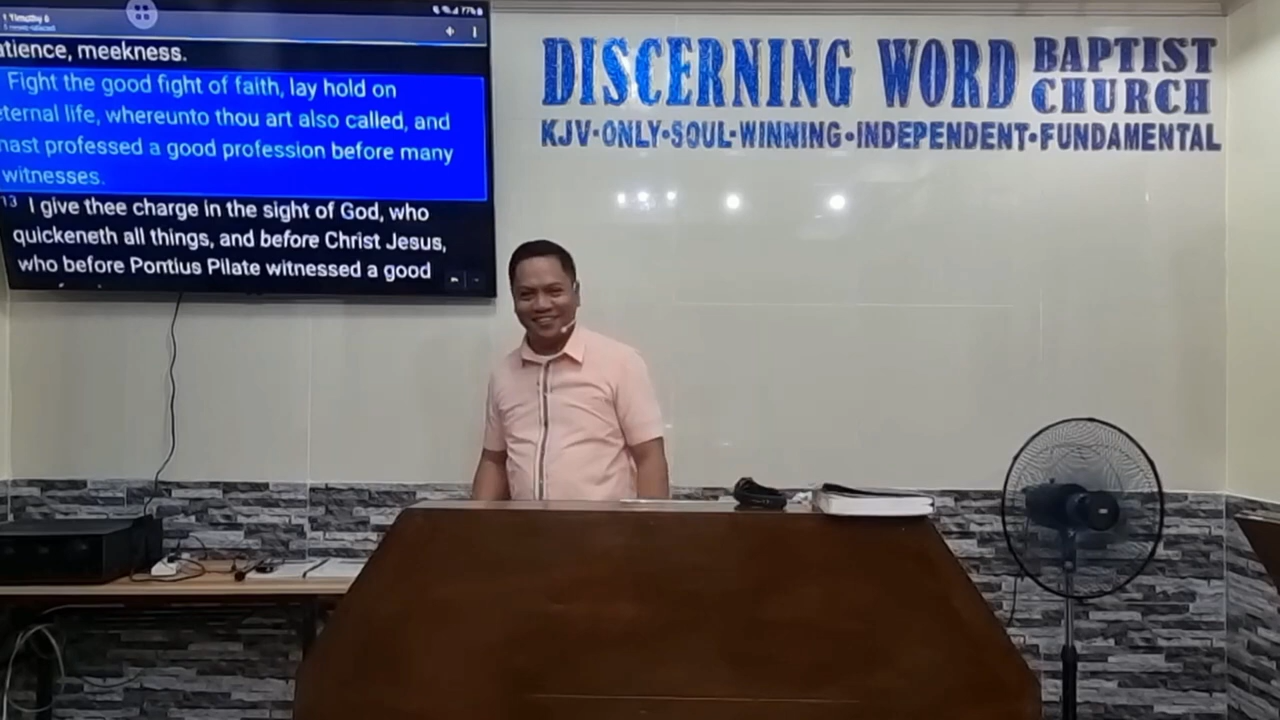 1 Timothy 6
77%
atience, meekness.
Fight the good fight of faith, lay hold on
eternal life, whereunto thou art also called, and
hast professed a good profession before many
witnesses.
13 I give thee charge in the sight of God, who
quickeneth all things, and before Christ Jesus,
who before Pontius Pilate witnessed a good
DISCERNING WORD BAPTIST CHURCH
KJV•ONLY•SOUL-WINNING•INDEPENDENT•FUNDAMENTAL